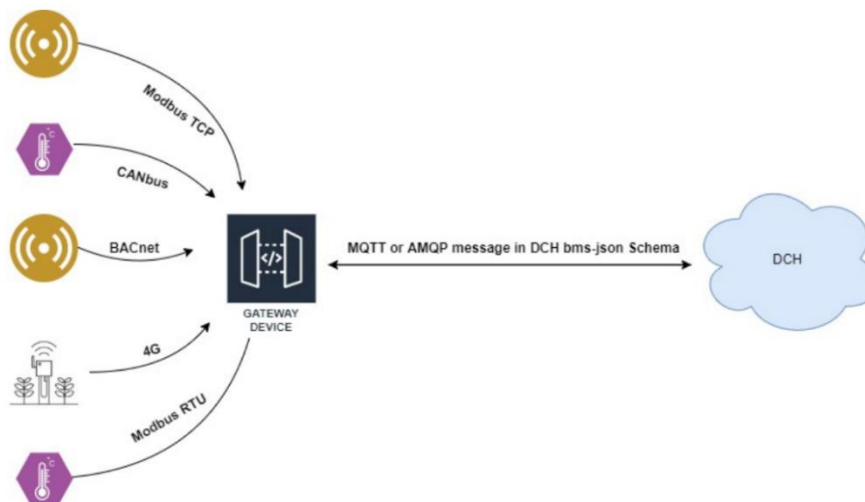 Modbus TCP
CANbus
BACnet
4G
Modbus RTU
GATEWAY
DEVICE
MQTT or AMQP message in DCH bms-json Schema
DCH